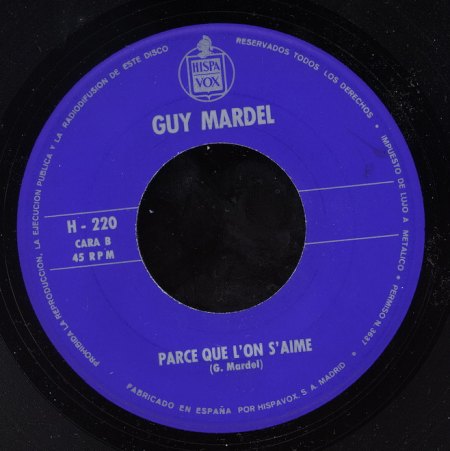 HISPA
VOX
GUY MARDEL
H - 220
CARA B
45 RPM
PARCE QUE L'ON S'AIME
(G. Mardel)
FABRICADO EN ESPAÑA POR HISPAVOX. S. A. MADRID
PROHIBIDA LA REPRODUCCION, LA EJECUCION PUBLICA Y LA RADIODIFUSION DE ESTE DISCO
RESERVADOS TODOS LOS DERECHOS • IMPUESTO DE LUJO A METALICO • PERMISO N. 3637